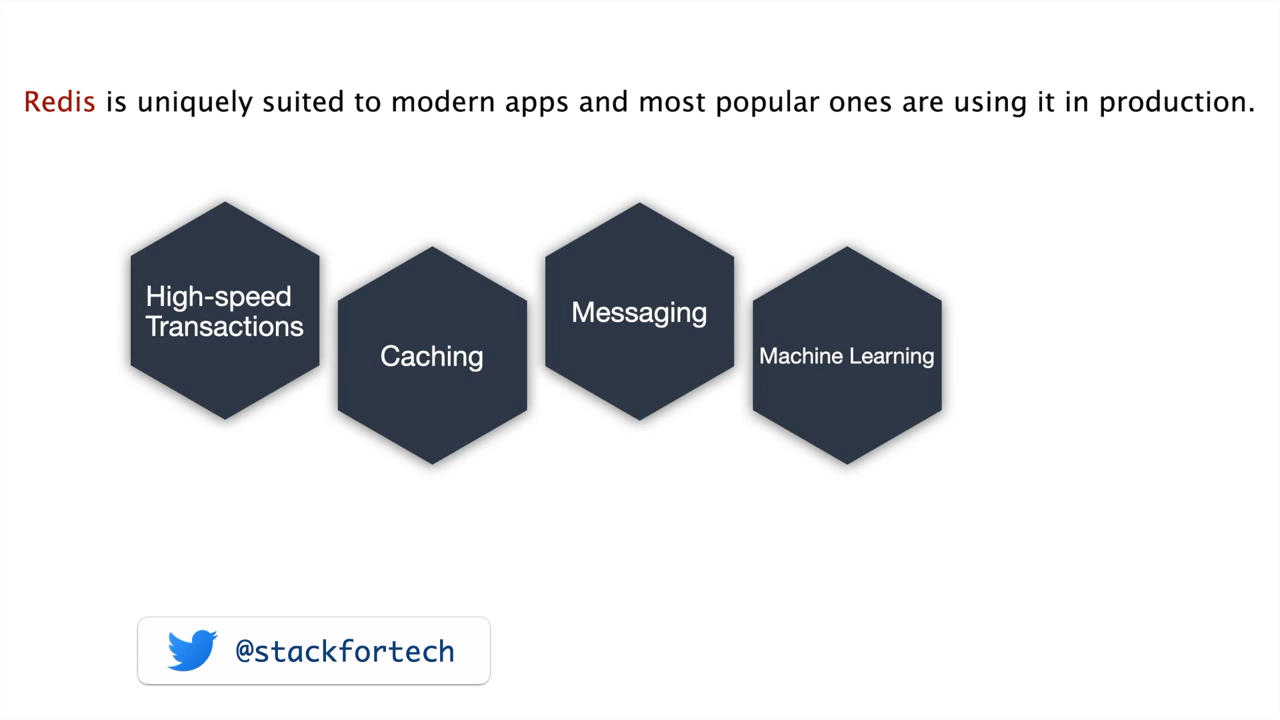 Redis is uniquely suited to modern apps and most popular ones are using it in production.
High-speed
Transactions
Caching
Messaging
Machine Learning
@stackfortech